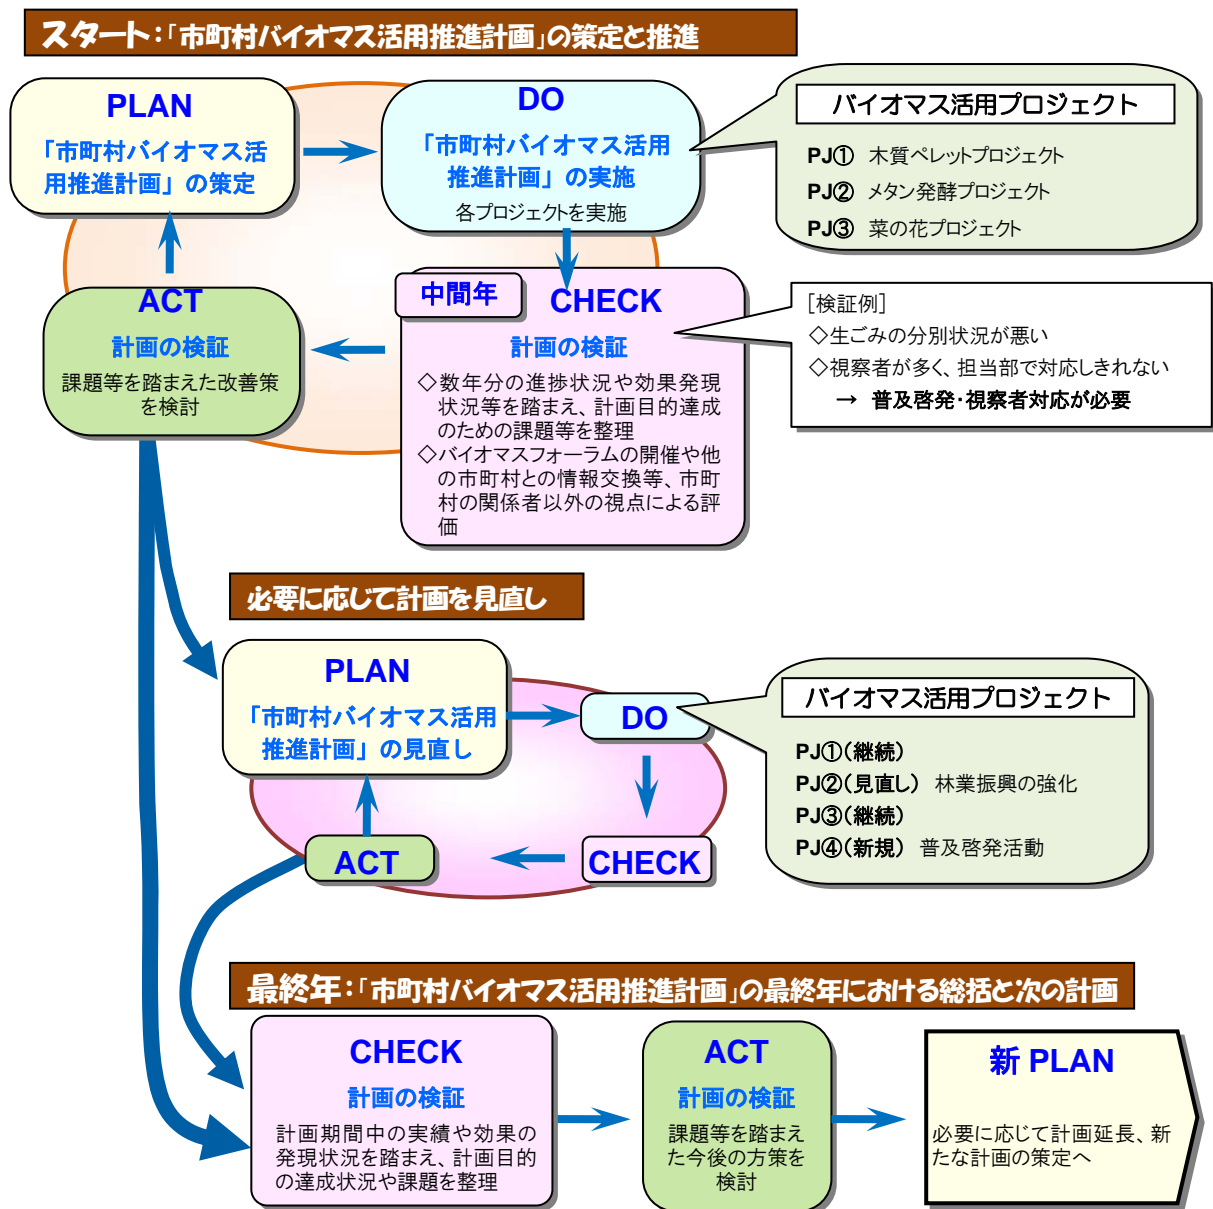 スタート：「市町村バイオマス活用推進計画」の策定と推進
PLAN
「市町村バイオマス活
用推進計画」の策定
DO
「市町村バイオマス活用
推進計画」の実施
各プロジェクトを実施
バイオマス活用プロジェクト
PJ① 木質ペレットプロジェクト
PJ② メタン発酵プロジェクト
PJ③ 菜の花プロジェクト
ACT
計画の検証
課題等を踏まえた改善策
を検討
中間年
CHECK
計画の検証
◇数年分の進捗状況や効果発現
状況等を踏まえ、計画目的達成
のための課題等を整理
◇バイオマスフォーラムの開催や他
の市町村との情報交換等、市町
村の関係者以外の視点による評
価
［検証例］
◇生ごみの分別状況が悪い
◇視察者が多く、担当部で対応しきれない
→ 普及啓発・視察者対応が必要
必要に応じて計画を見直し
PLAN
「市町村バイオマス活用
推進計画」の見直し
DO
CHECK
ACT
バイオマス活用プロジェクト
PJ①（継続）
PJ②（見直し） 林業振興の強化
PJ③（継続）
PJ④（新規） 普及啓発活動
最終年：「市町村バイオマス活用推進計画」の最終年における総括と次の計画
CHECK
計画の検証
計画期間中の実績や効果の
発現状況を踏まえ、計画目的
の達成状況や課題を整理
ACT
計画の検証
課題等を踏まえ
た今後の方策を
検討
新 PLAN
必要に応じて計画延長、新
たな計画の策定へ